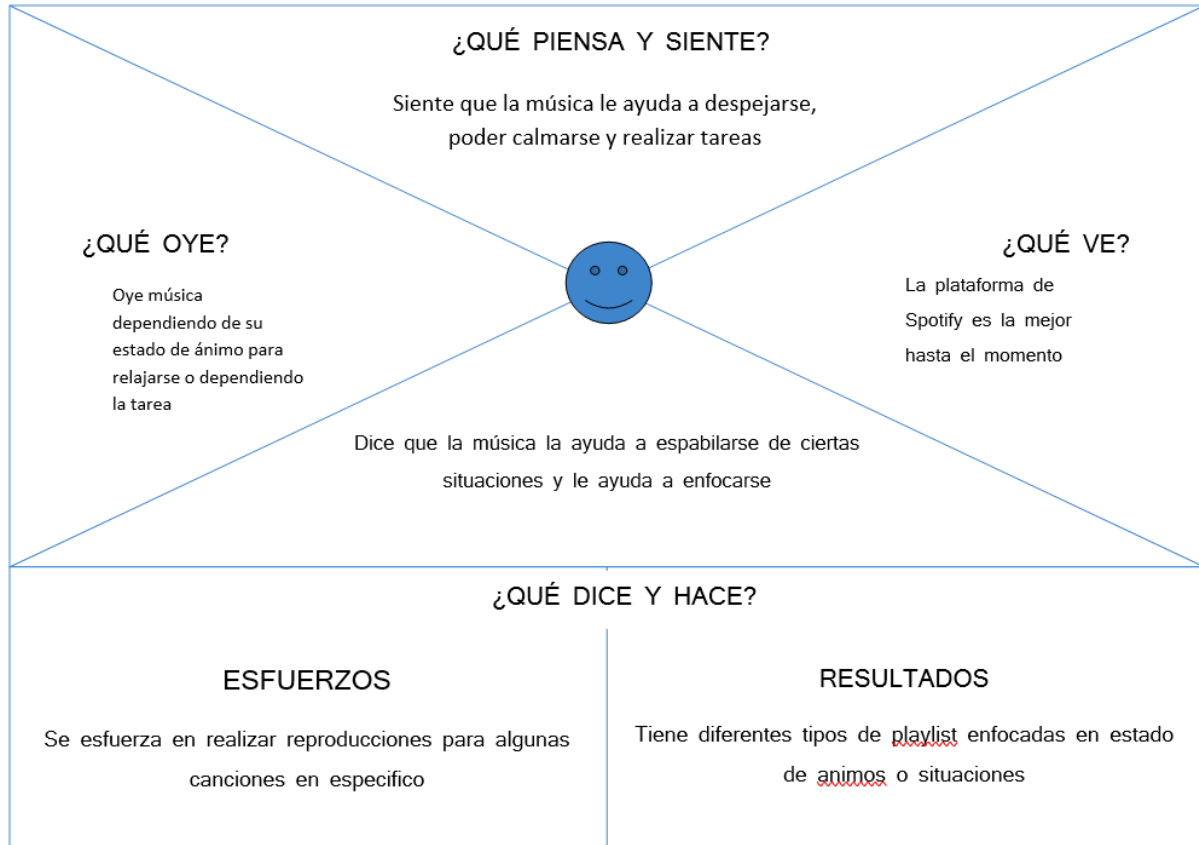 ¿QUÉ PIENSA Y SIENTE?
Siente que la música le ayuda a despejarse,
poder calmarse y realizar tareas
¿QUÉ OYE?
Oye música
dependiendo de su
estado de ánimo para
relajarse o dependiendo
la tarea
¿QUÉ VE?
La plataforma de
Spotify es la mejor
hasta el momento
Dice que la música la ayuda a espabilarse de ciertas
situaciones y le ayuda a enfocarse
¿QUÉ DICE Y HACE?
ESFUERZOS
Se esfuerza en realizar reproducciones para algunas
canciones en especifico
RESULTADOS
Tiene diferentes tipos de playlist enfocadas en estado
de animos o situaciones